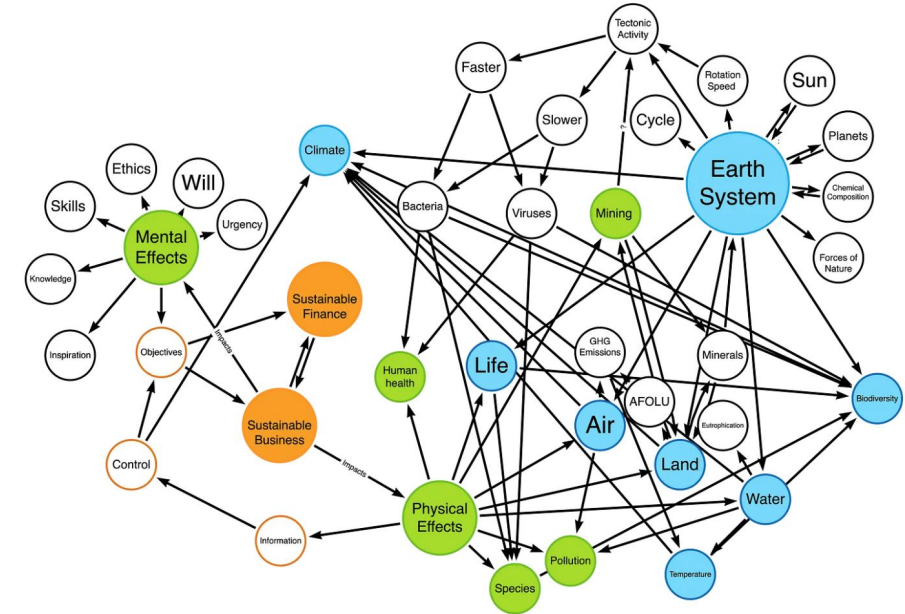 Tectonic
Activity
Faster
Rotation
Speed
Sun
Slower
Cycle
?
Planets
Climate
Earth
System
Ethics
Will
Chemical
Composition
Skills
Bacteria
Viruses
Mining
Urgency
Mental
Effects
Forces of
Nature
Knowledge
Sustainable
Finance
Impacts
Inspiration
Objectives
GHG
Emissions
Minerals
Life
Human
health
AFOLU
Biodiversity
Sustainable
Business
Air
Eutrophication
Control
Impacts
Land
Water
Physical
Effects
Information
Pollution
Temperature
Species